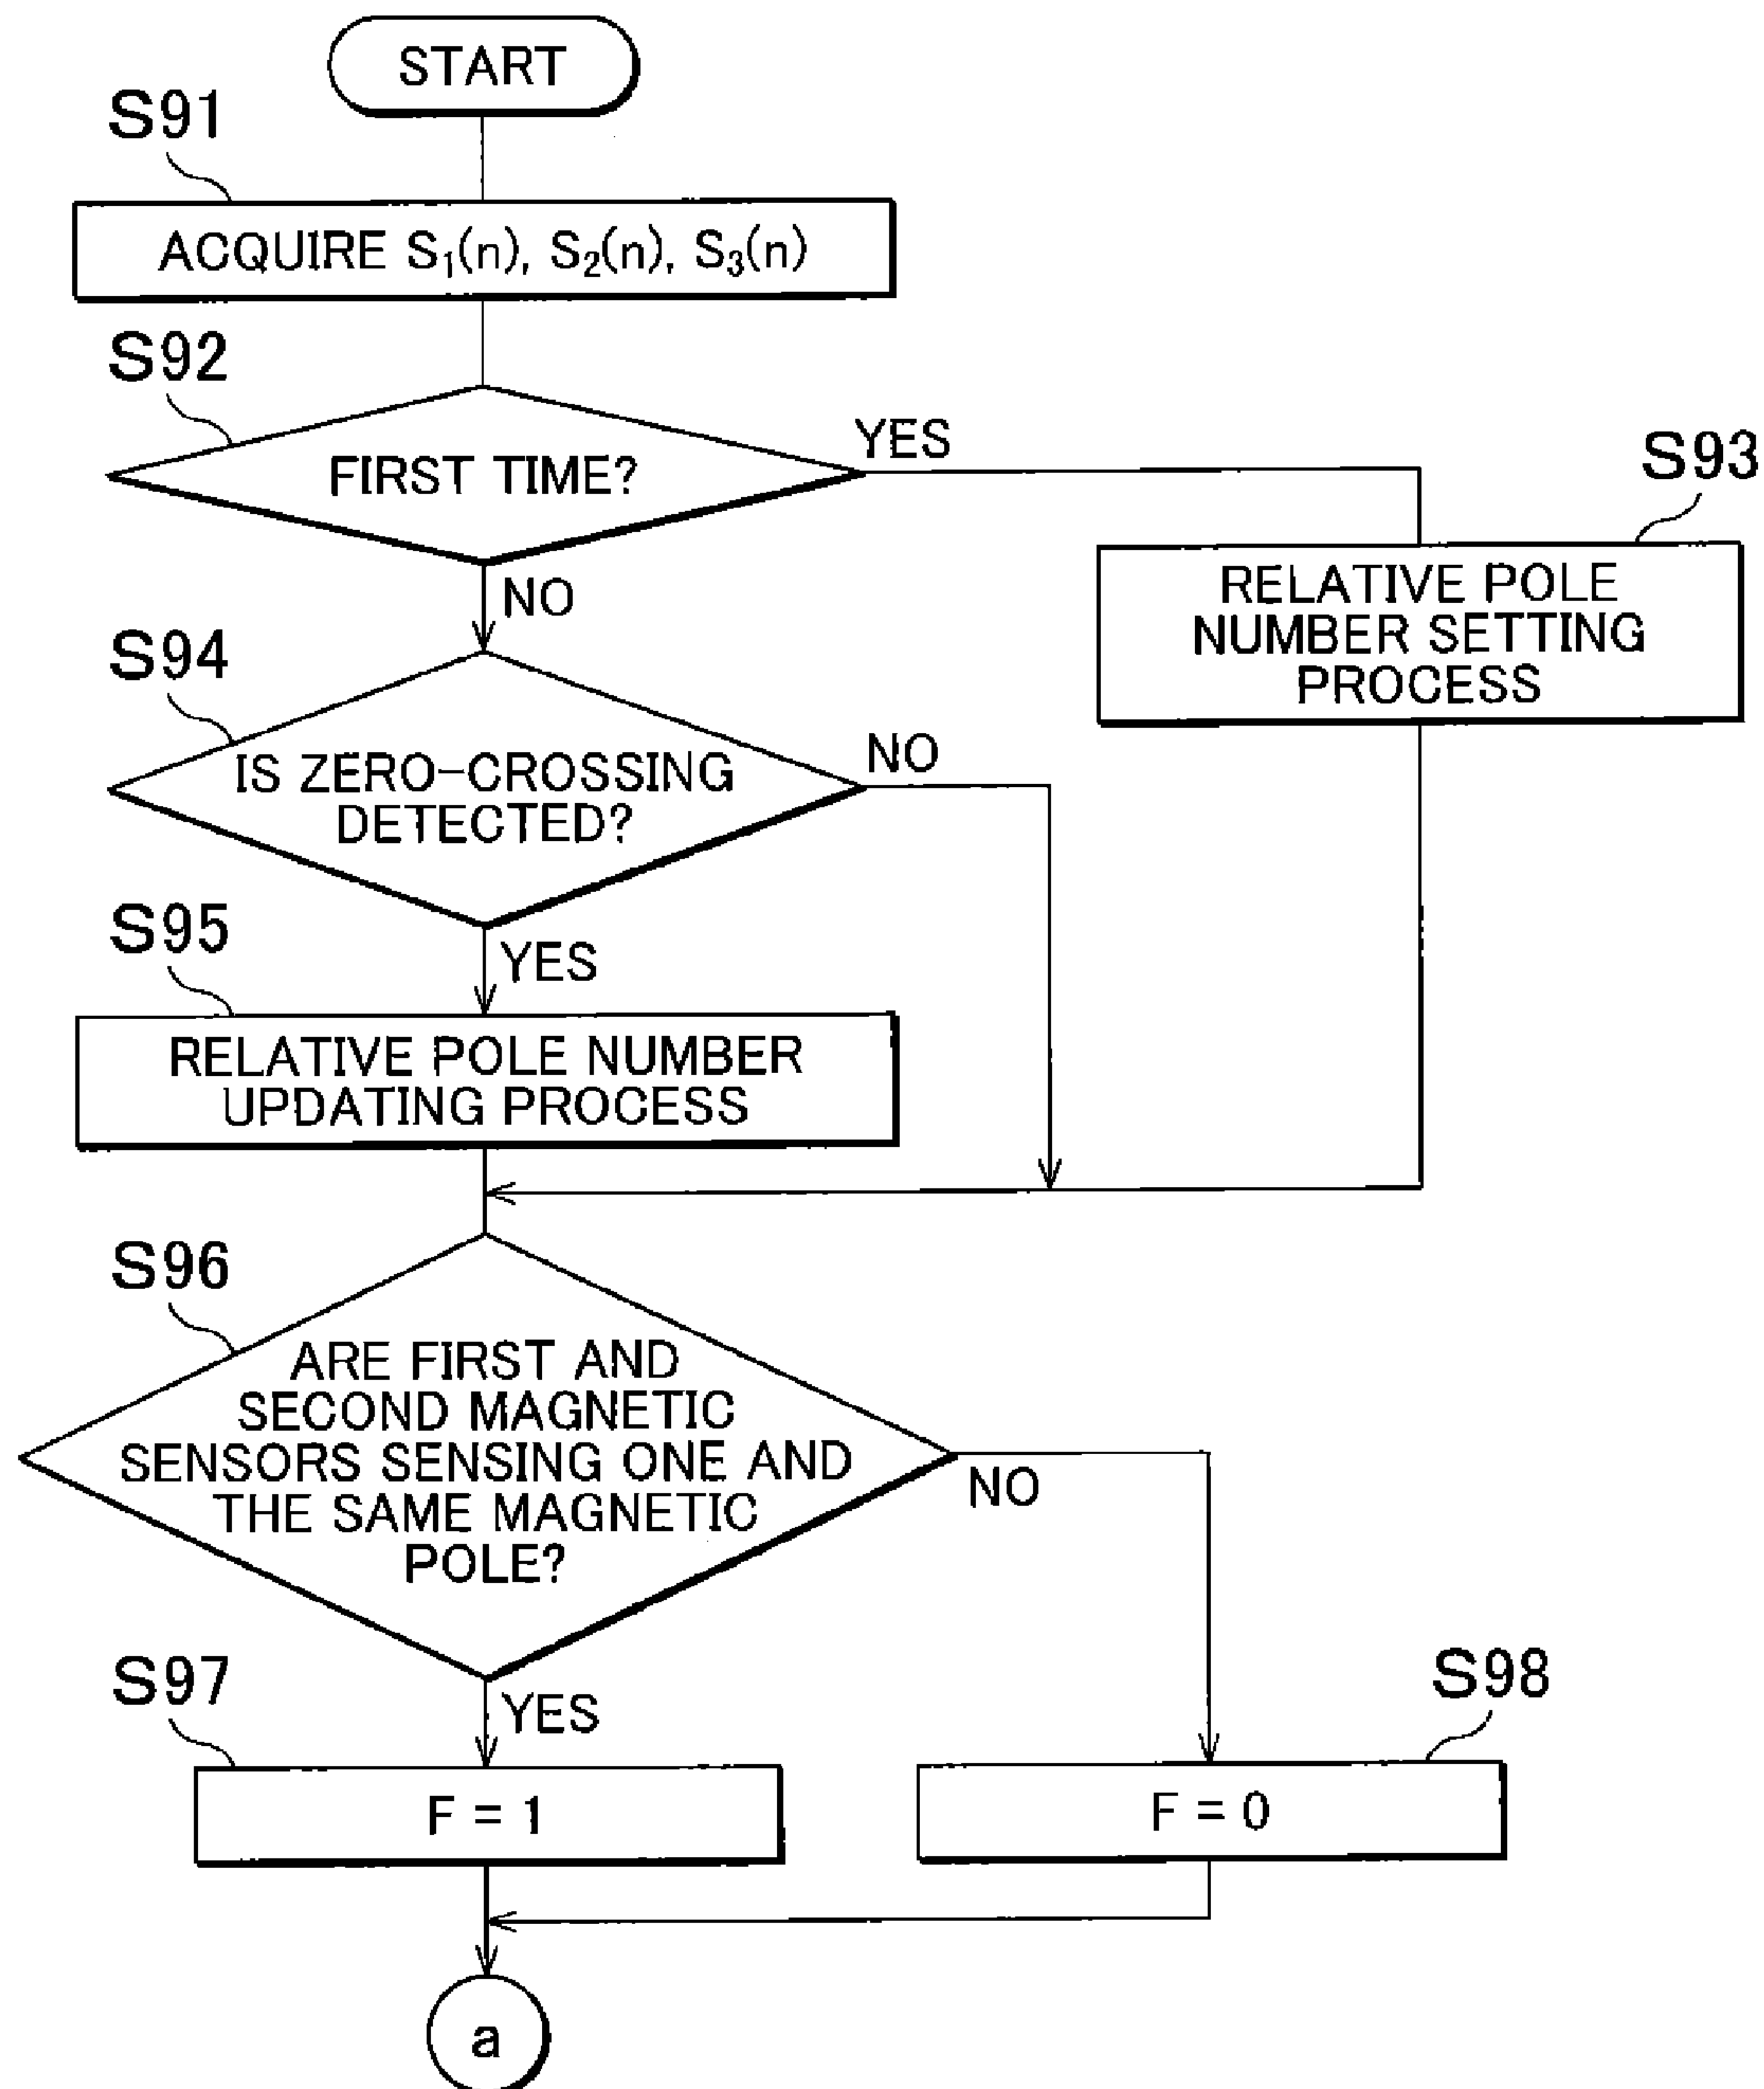 START
S91
ACQUIRE S₁(n), S₂(n), S₃(n)
S92
FIRST TIME?
YES
NO
S93
RELATIVE POLE
NUMBER SETTING
PROCESS
S94
IS ZERO-CROSSING
DETECTED?
NO
YES
S95
RELATIVE POLE NUMBER
UPDATING PROCESS
S96
ARE FIRST AND
SECOND MAGNETIC
SENSORS SENSING ONE AND
THE SAME MAGNETIC
POLE?
NO
YES
S97
F = 1
S98
F = 0
a